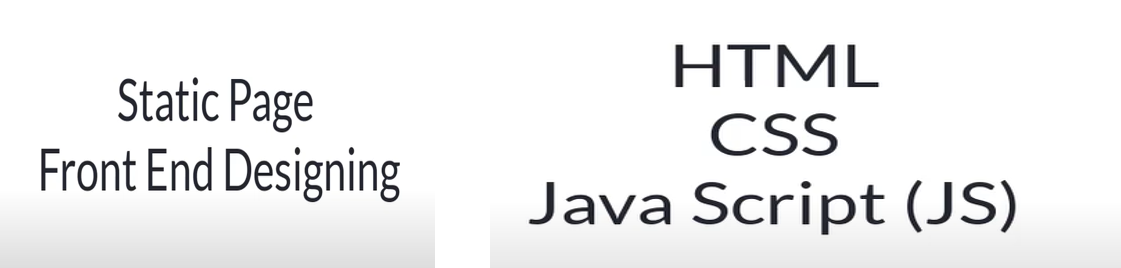 Static Page
Front End Designing
HTML
CSS
Java Script (JS)